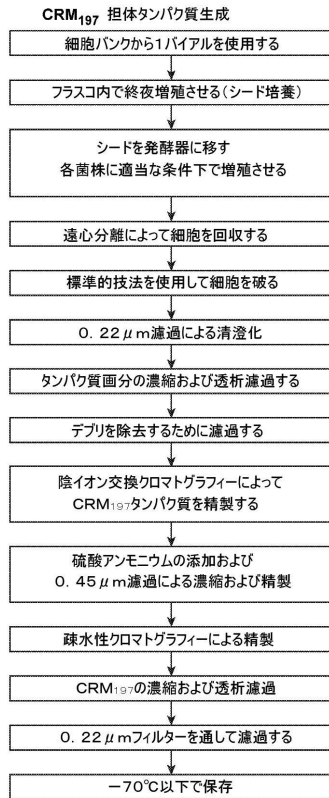 CRM197 担体タンパク質生成
細胞バンクから1バイアルを使用する
フラスコ内で終夜増殖させる(シード培養)
シードを発酵器に移す
各菌株に適当な条件下で増殖させる
遠心分離によって細胞を回収する
標準的技法を使用して細胞を破る
0.22μm濾過による清澄化
タンパク質画分の濃縮および透析濾過する
デブリを除去するために濾過する
陰イオン交換クロマトグラフィーによって
CRM197タンパク質を精製する
硫酸アンモニウムの添加および
0.45μm濾過による濃縮および精製
疎水性クロマトグラフィーによる精製
CRM197の濃縮および透析濾過
0.22μmフィルターを通して濾過する
-70℃以下で保存